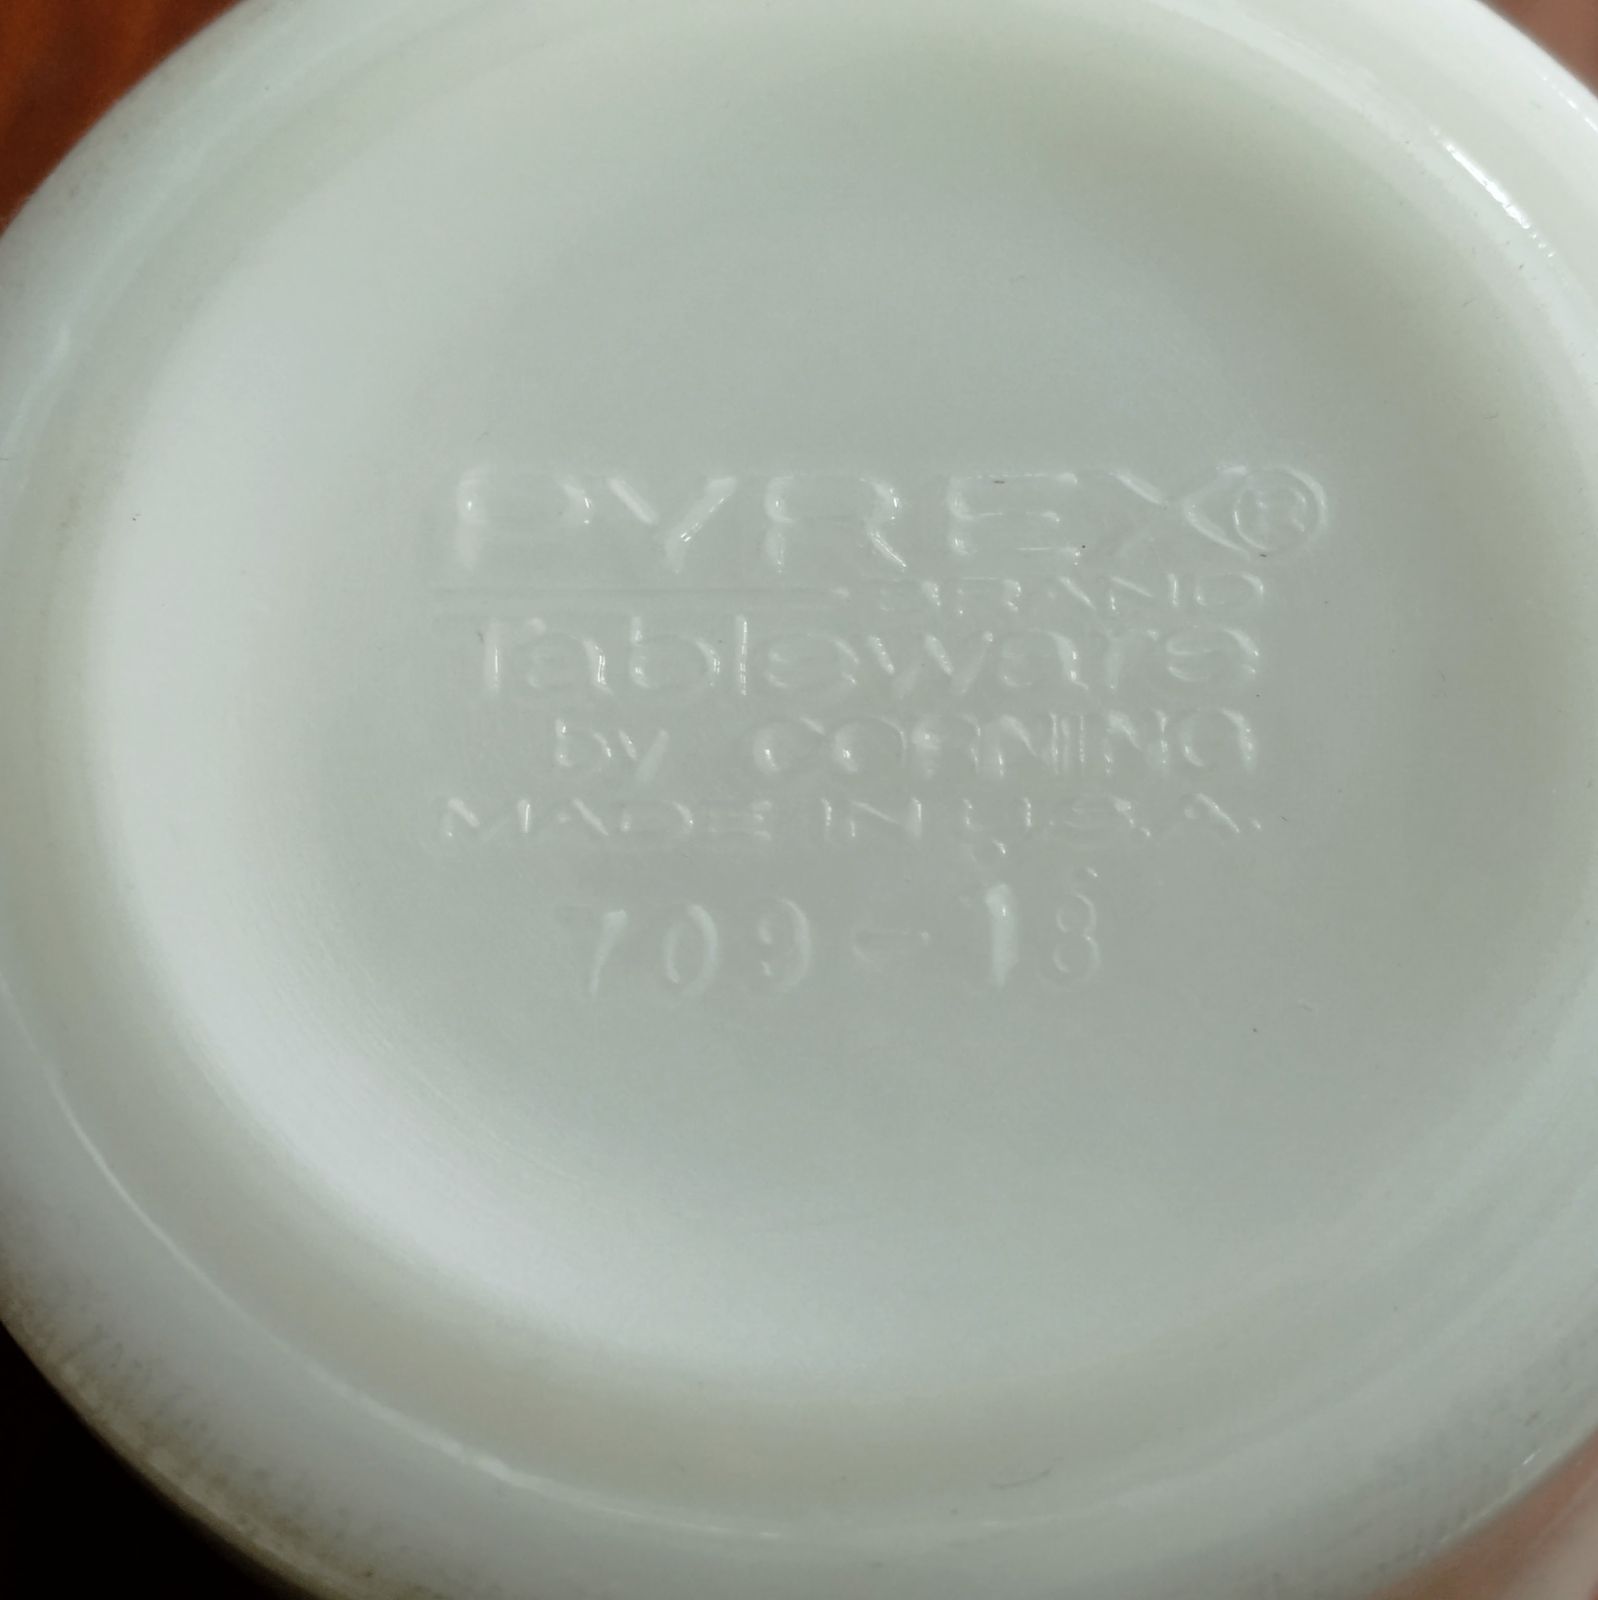 PYREX®
BRAND
Tableware
by CORNING
MADE IN U.S.A.
709-18